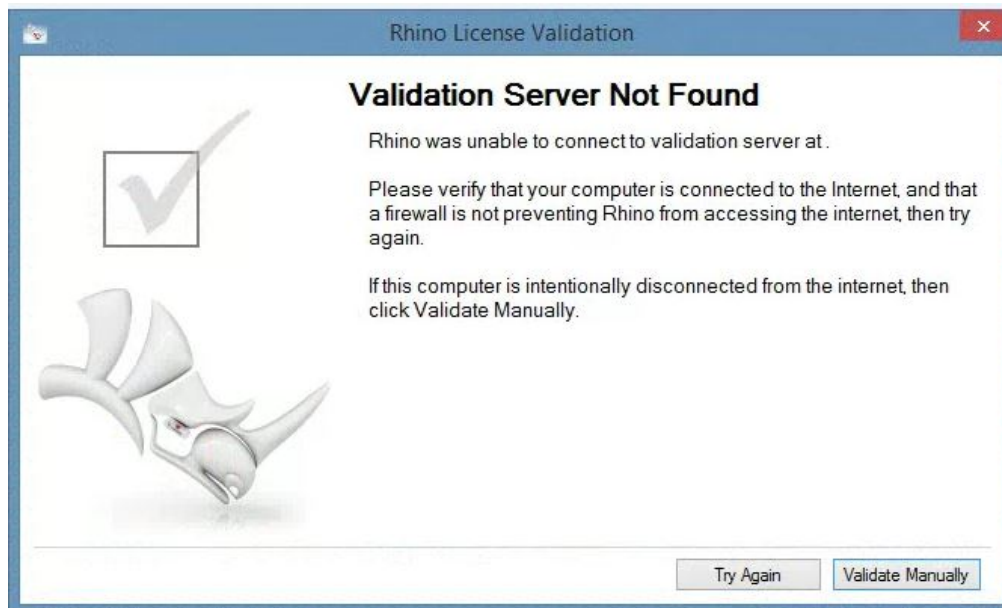 Rhino License Validation
Validation Server Not Found
Rhino was unable to connect to validation server at .
Please verify that your computer is connected to the Internet, and that
a firewall is not preventing Rhino from accessing the internet, then try
again.
If this computer is intentionally disconnected from the internet, then
click Validate Manually.
Try Again
Validate Manually